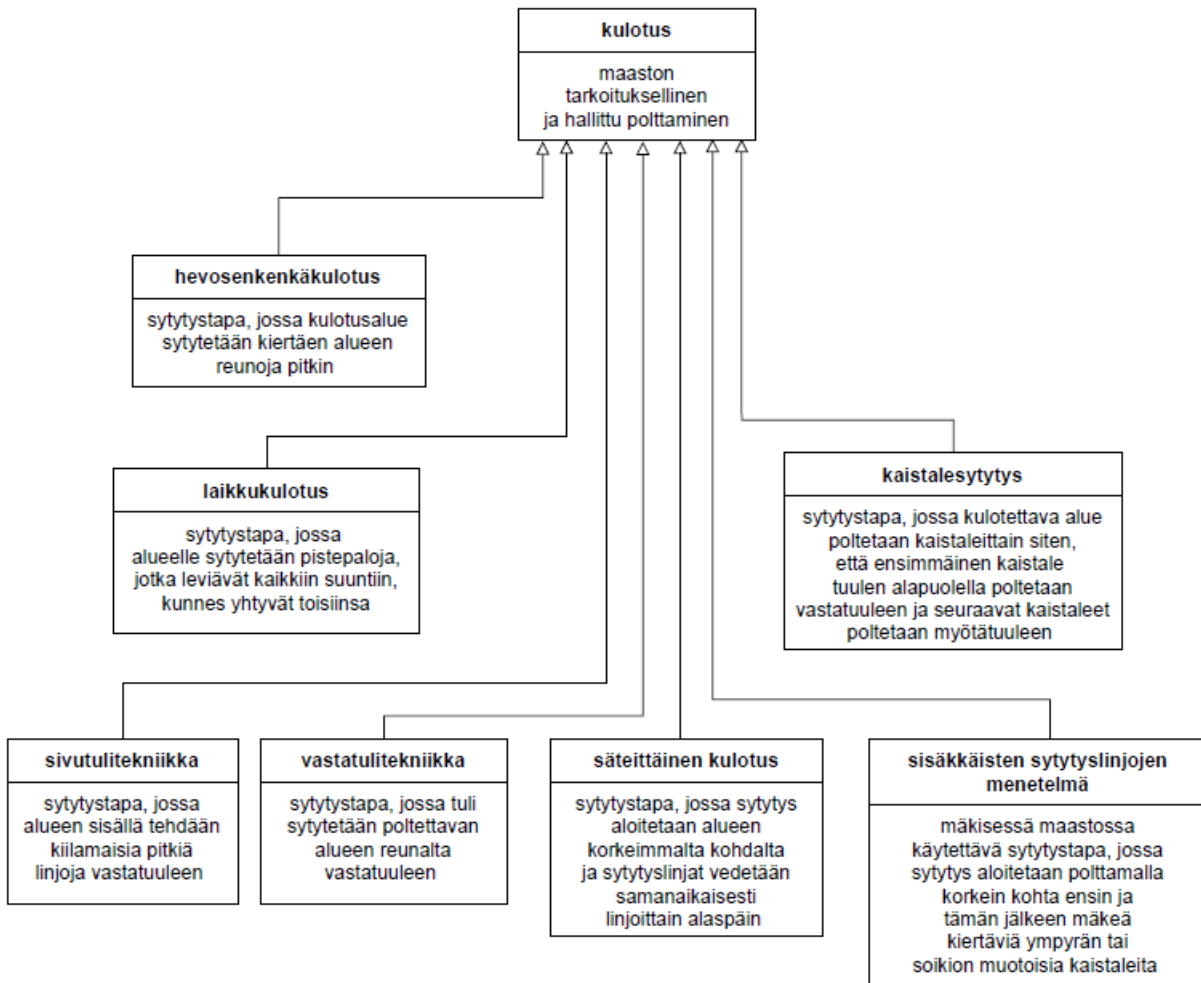 kulotus
maaston
tarkoituksellinen
ja hallittu polttaminen
hevosenkenkäkulotus
sytytystapa, jossa kulotusalue
sytytetään kiertäen alueen
reunoja pitkin
laikkukulotus
sytytystapa, jossa
alueelle sytytetään pistepaloja,
jotka leviävät kaikkiin suuntiin,
kunnes yhtyvät toisiinsa
kaistalesytytys
sytytystapa, jossa kulotettava alue
poltetaan kaistaleittain siten,
että ensimmäinen kaistale
tuulen alapuolella poltetaan
vastatuuleen ja seuraavat kaistaleet
poltetaan myötätuuleen
sivutulitekniikka
sytytystapa, jossa
alueen sisällä tehdään
kiilamaisia pitkiä
linjoja vastatuuleen
vastatulitekniikka
sytytystapa, jossa tuli
sytytetään poltettavan
alueen reunalta
vastatuuleen
säteittäinen kulotus
sytytystapa, jossa sytytys
aloitetaan alueen
korkeimmalta kohdalta
ja sytytyslinjat vedetään
samanaikaisesti
linjoittain alaspäin
sisäkkäisten sytytyslinjojen
menetelmä
mäkisessä maastossa
käytettävä sytytystapa, jossa
sytytys aloitetaan polttamalla
korkein kohta ensin ja
tämän jälkeen mäkeä
kiertäviä ympyrän tai
soikion muotoisia kaistaleita